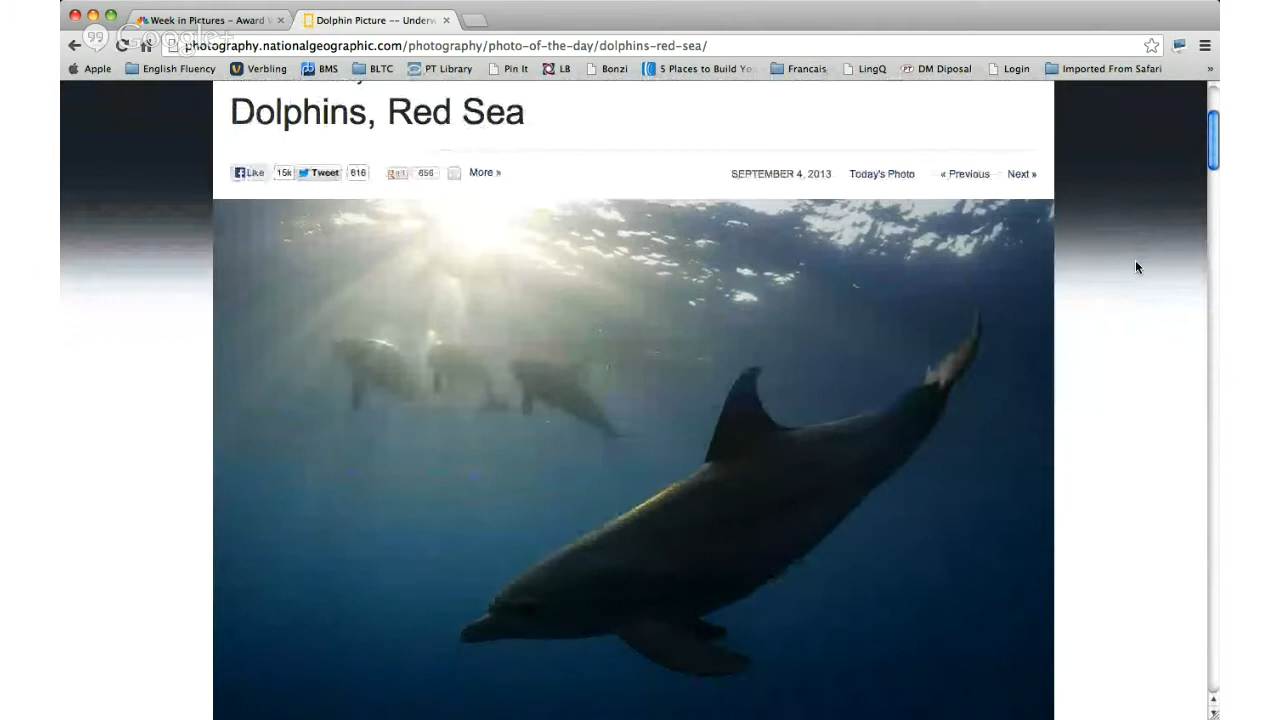 Week in Pictures – Award
Dolphin Picture -- Underw
Google+
photography.nationalgeographic.com/photography/photo-of-the-day/dolphins-red-sea/
Apple English Fluency Verbling BMS BLTC PT Library Pin It LB Bonzi 5 Places to Build Yo Francais LingQ DM Diposal Login Imported From Safari »
Dolphins, Red Sea
Like 15k Tweet 816 +1 656 More »
SEPTEMBER 4, 2013 Today's Photo « Previous Next »